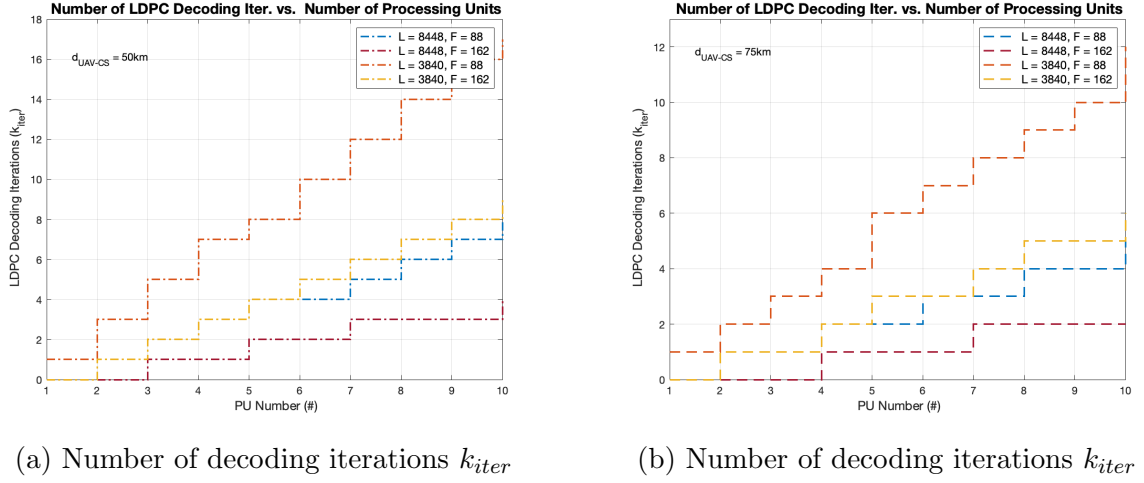 Number of LDPC Decoding Iter. vs. Number of Processing Units
d_UAV-CS = 50km
L = 8448, F = 88
L = 8448, F = 162
L = 3840, F = 88
L = 3840, F = 162
LDPC Decoding Iterations (k_iter)
18
16
14
12
10
8
6
4
2
0
1 2 3 4 5 6 7 8 9 10
PU Number (#)
(a) Number of decoding iterations k_iter
Number of LDPC Decoding Iter. vs. Number of Processing Units
d_UAV-CS = 75km
L = 8448, F = 88
L = 8448, F = 162
L = 3840, F = 88
L = 3840, F = 162
LDPC Decoding Iterations (k_iter)
12
10
8
6
4
2
0
1 2 3 4 5 6 7 8 9 10
PU Number (#)
(b) Number of decoding iterations k_iter